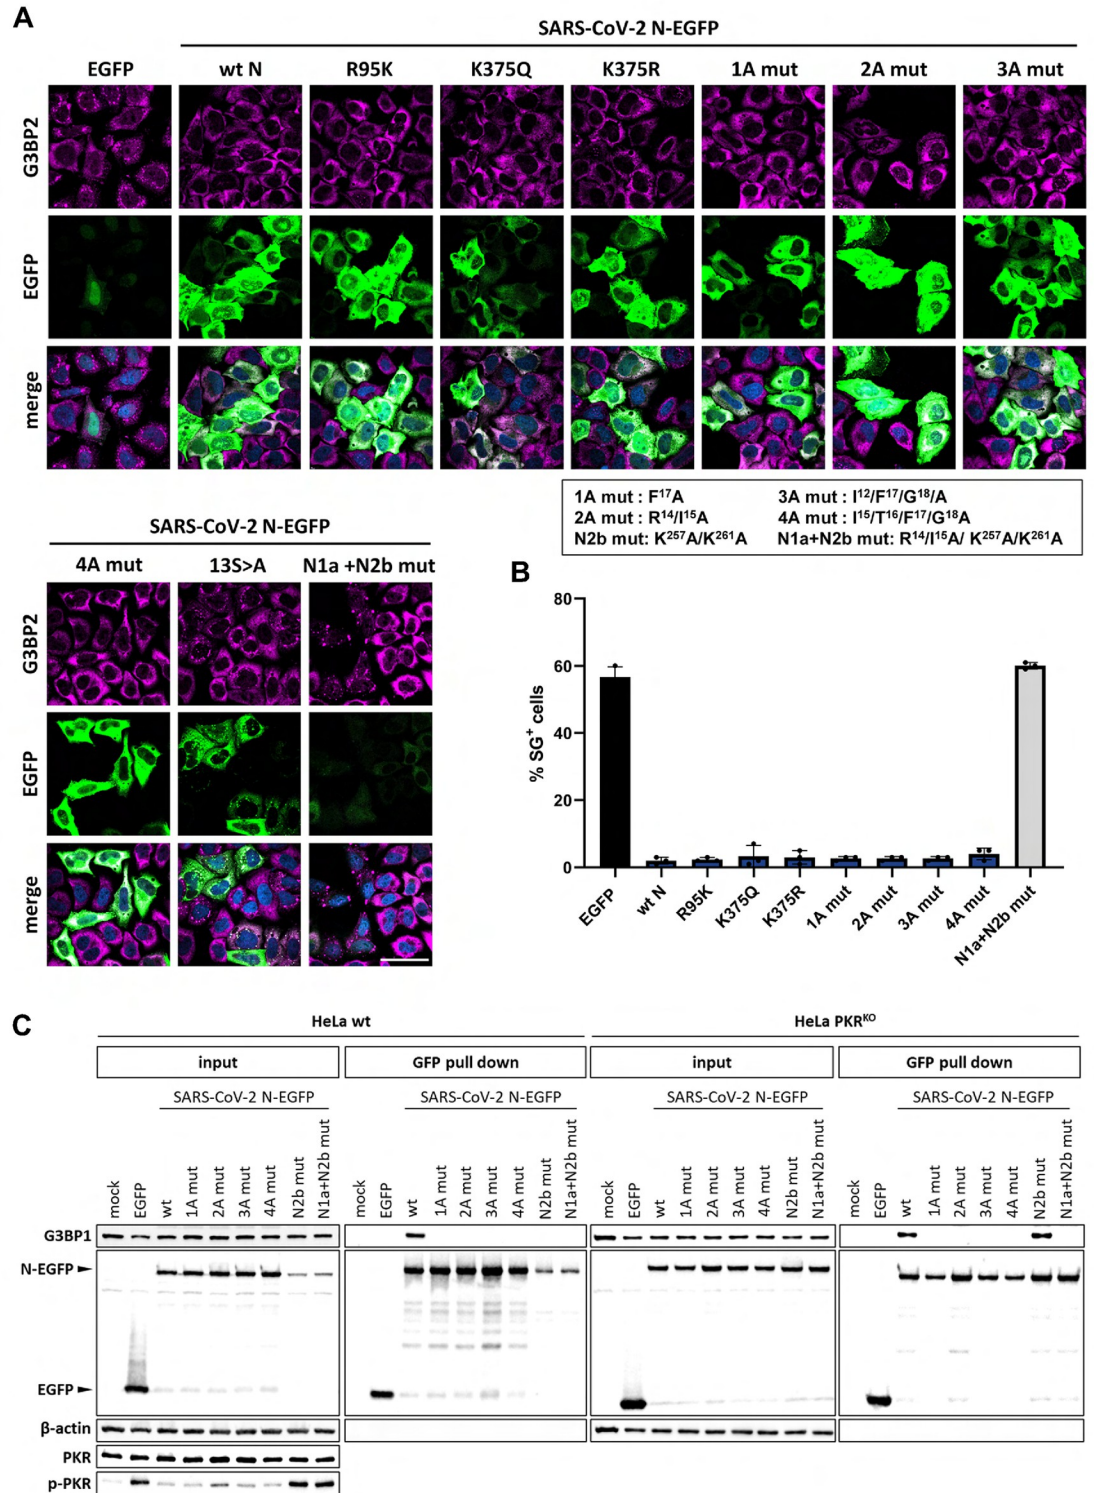 A
SARS-CoV-2 N-EGFP
EGFP wt N R95K K375Q K375R 1A mut 2A mut 3A mut
G3BP2
EGFP
merge
1A mut : F¹⁷A 3A mut : I¹²/F¹⁷/G¹⁸/A
2A mut : R¹⁴/I¹⁵A 4A mut : I¹⁵/T¹⁶/F¹⁷/G¹⁸A
N2b mut: K²⁵⁷A/K²⁶¹A N1a+N2b mut: R¹⁴/I¹⁵A/ K²⁵⁷A/K²⁶¹A
SARS-CoV-2 N-EGFP
4A mut 13S>A N1a +N2b mut
G3BP2
EGFP
merge
B
% SG⁺ cells
80
60
40
20
0
EGFP wt N R95K K375Q K375R 1A mut 2A mut 3A mut 4A mut N1a+N2b mut
C
HeLa wt HeLa PKRᴷᴼ
input GFP pull down input GFP pull down
SARS-CoV-2 N-EGFP SARS-CoV-2 N-EGFP SARS-CoV-2 N-EGFP SARS-CoV-2 N-EGFP
mock EGFP wt 1A mut 2A mut 3A mut 4A mut N2b mut N1a+N2b mut mock EGFP wt 1A mut 2A mut 3A mut 4A mut N2b mut N1a+N2b mut mock EGFP wt 1A mut 2A mut 3A mut 4A mut N2b mut N1a+N2b mut mock EGFP wt 1A mut 2A mut 3A mut 4A mut N2b mut N1a+N2b mut
G3BP1
N-EGFP
EGFP
β-actin
PKR
p-PKR